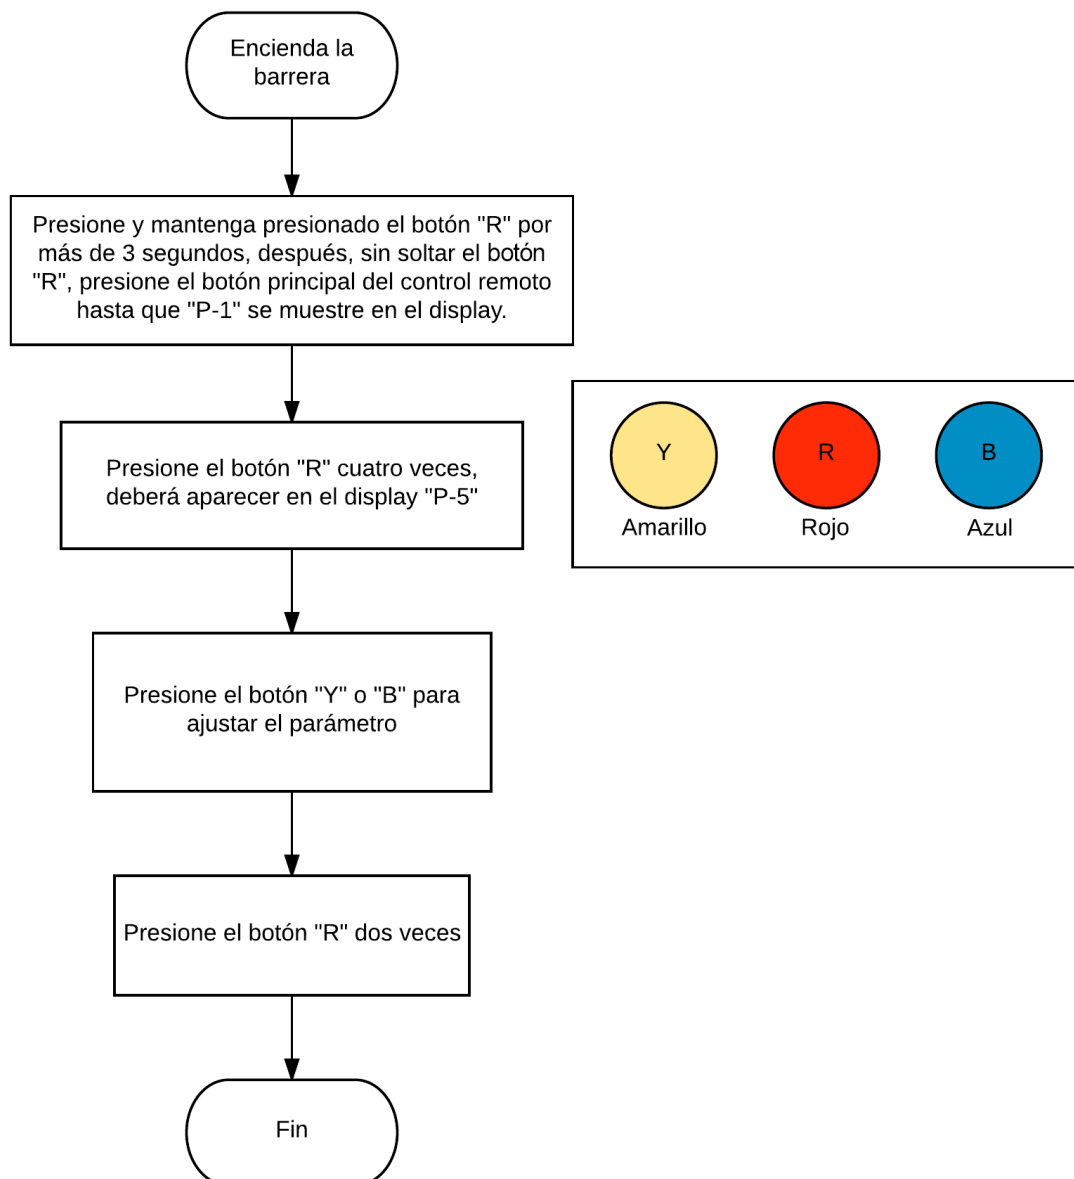 Encienda la
barrera
Presione y mantenga presionado el botón "R" por
más de 3 segundos, después, sin soltar el botón
"R", presione el botón principal del control remoto
hasta que "P-1" se muestre en el display.
Presione el botón "R" cuatro veces,
deberá aparecer en el display "P-5"
Y R B
Amarillo Rojo Azul
Presione el botón "Y" o "B" para
ajustar el parámetro
Presione el botón "R" dos veces
Fin